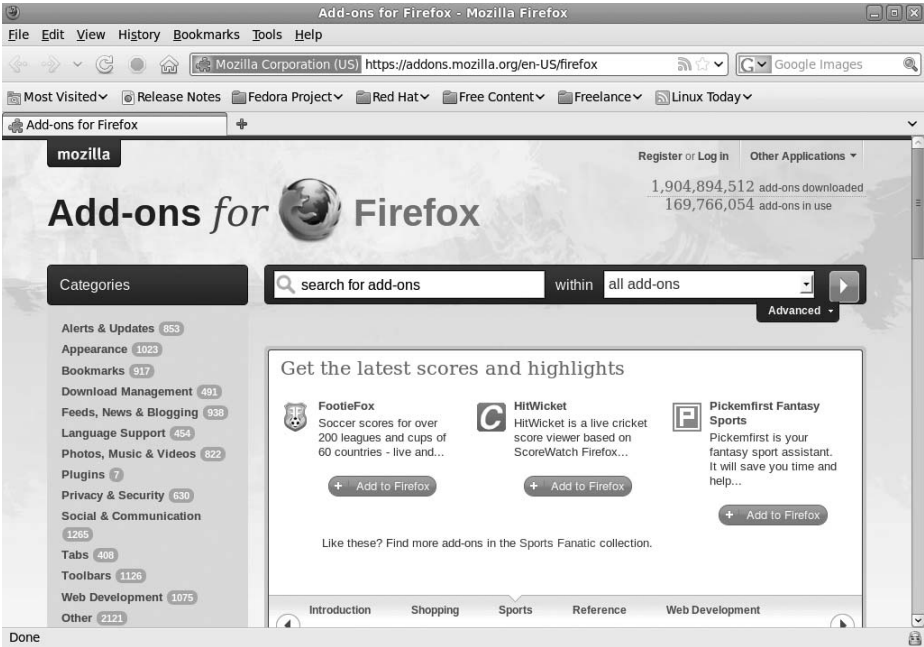 Add-ons for Firefox - Mozilla Firefox
File Edit View History Bookmarks Tools Help
Mozilla Corporation (US) https://addons.mozilla.org/en-US/firefox
G Google Images
Most Visited Release Notes Fedora Project Red Hat Free Content Freelance Linux Today
Add-ons for Firefox
mozilla
Register or Log in Other Applications
1,904,894,512 add-ons downloaded
169,766,054 add-ons in use
Add-ons for Firefox
Categories
search for add-ons within all add-ons
Advanced
Alerts & Updates 853
Appearance 1023
Bookmarks 917
Download Management 491
Feeds, News & Blogging 938
Language Support 454
Photos, Music & Videos 822
Plugins 7
Privacy & Security 630
Social & Communication
1265
Tabs 408
Toolbars 1126
Web Development 1075
Other 2121
Get the latest scores and highlights
FootieFox
Soccer scores for over
200 leagues and cups of
60 countries - live and...
+ Add to Firefox
C
HitWicket
HitWicket is a live cricket
score viewer based on
ScoreWatch Firefox...
+ Add to Firefox
P
Pickemfirst Fantasy
Sports
Pickemfirst is your
fantasy sport assistant.
It will save you time and
help...
+ Add to Firefox
Like these? Find more add-ons in the Sports Fanatic collection.
Introduction Shopping Sports Reference Web Development
Done